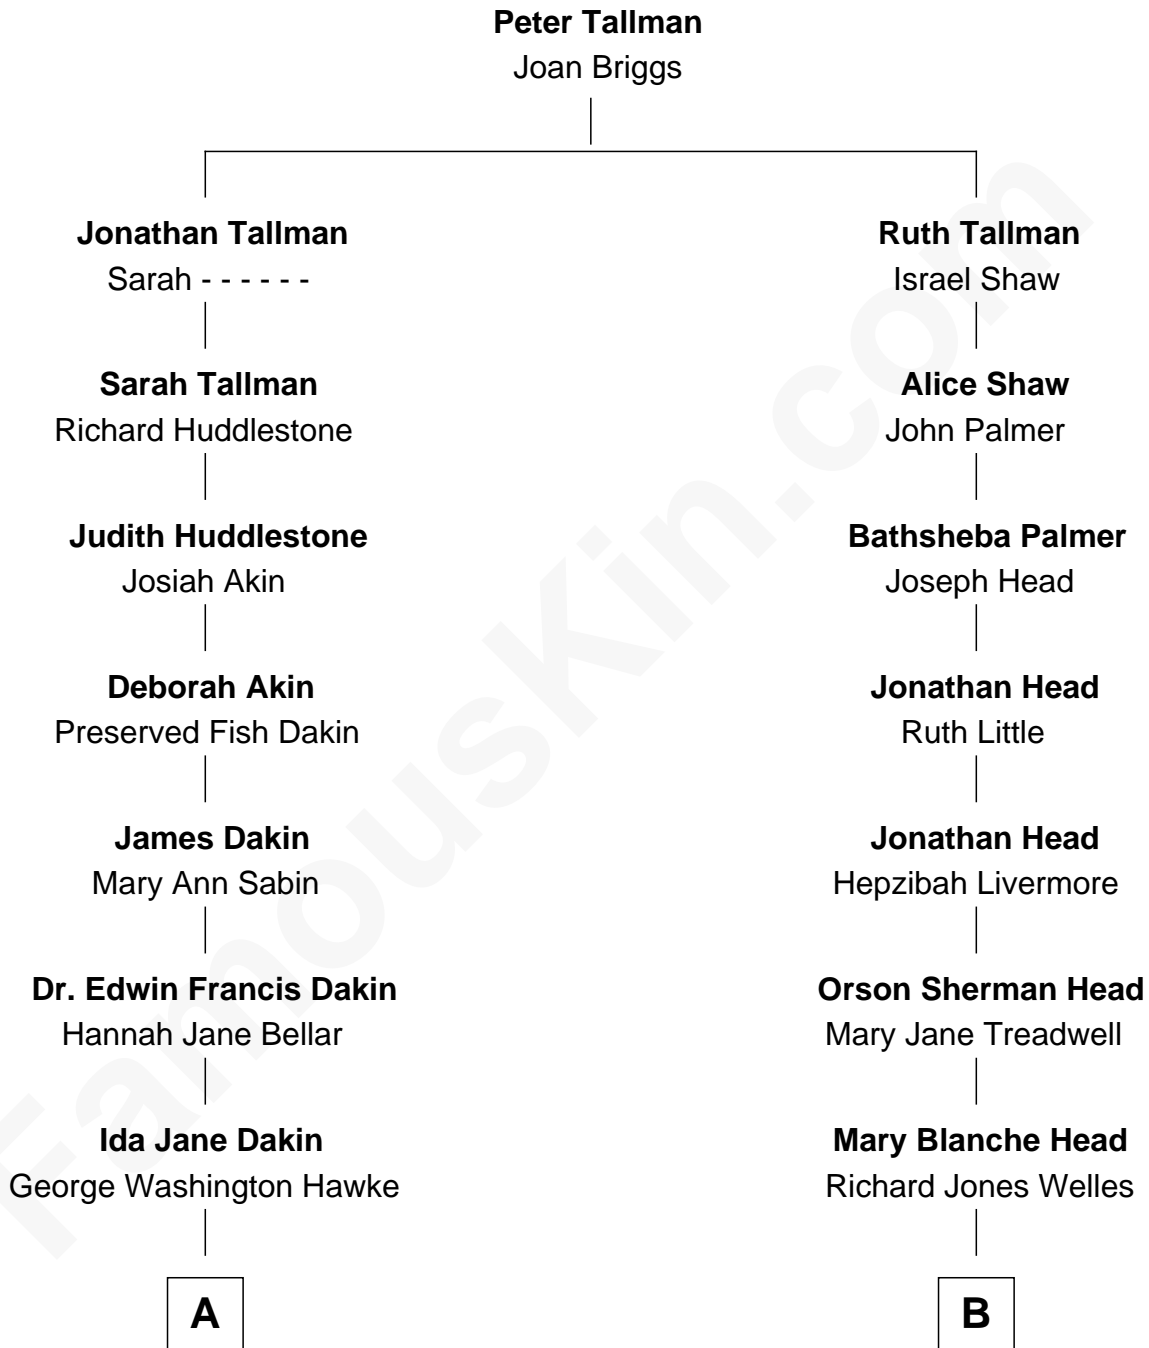 Peter Tallman
Joan Briggs
Jonathan Tallman
Sarah - - - - - -
Ruth Tallman
Israel Shaw
Sarah Tallman
Richard Huddlestone
Alice Shaw
John Palmer
Judith Huddlestone
Josiah Akin
Bathsheba Palmer
Joseph Head
Deborah Akin
Preserved Fish Dakin
Jonathan Head
Ruth Little
James Dakin
Mary Ann Sabin
Jonathan Head
Hepzibah Livermore
Dr. Edwin Francis Dakin
Hannah Jane Bellar
Orson Sherman Head
Mary Jane Treadwell
Ida Jane Dakin
George Washington Hawke
Mary Blanche Head
Richard Jones Welles
A
B
FamousKin.com